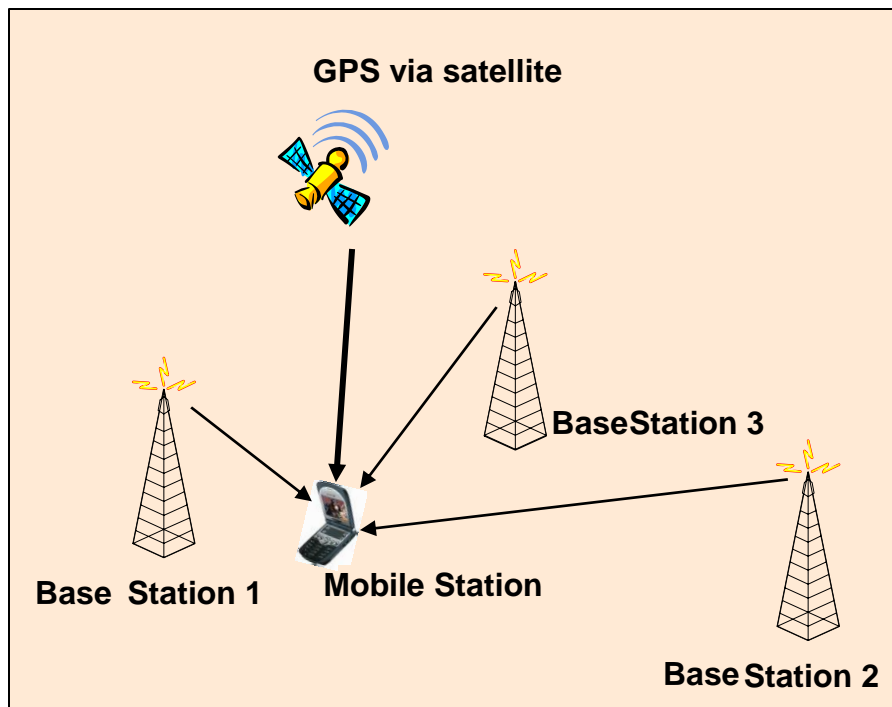 GPS via satellite
BaseStation 3
Base Station 1
Mobile Station
Base Station 2